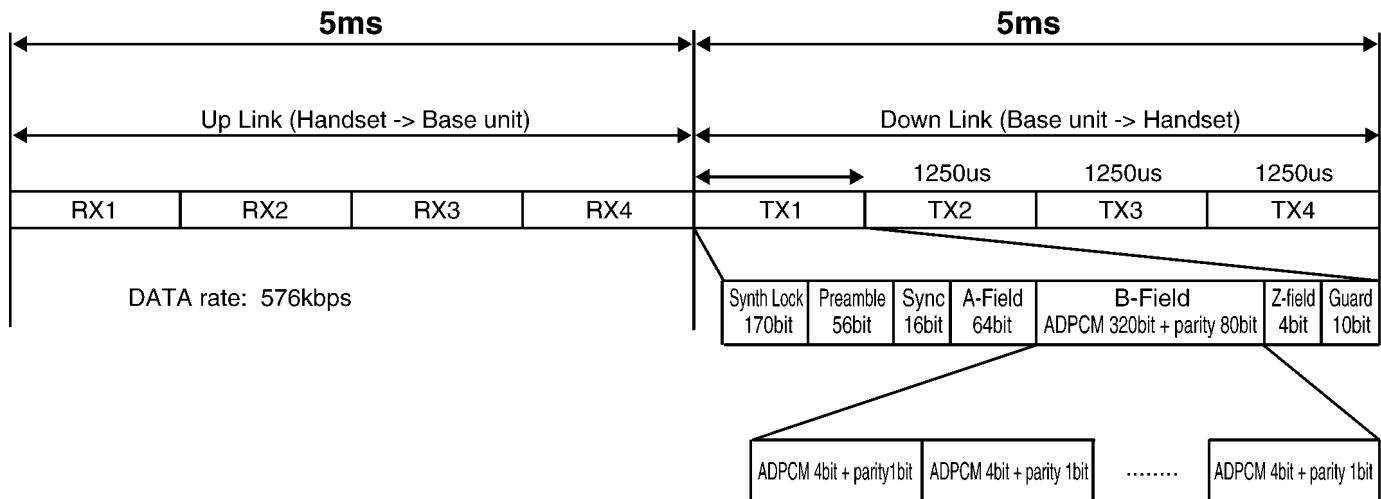 5ms 5ms
Up Link (Handset -> Base unit) Down Link (Base unit -> Handset)
1250us 1250us 1250us
RX1 RX2 RX3 RX4 TX1 TX2 TX3 TX4
DATA rate: 576kbps
Synth Lock Preamble Sync A-Field B-Field Z-field Guard
170bit 56bit 16bit 64bit ADPCM 320bit + parity 80bit 4bit 10bit
ADPCM 4bit + parity1bit ADPCM 4bit + parity 1bit ........ ADPCM 4bit + parity 1bit